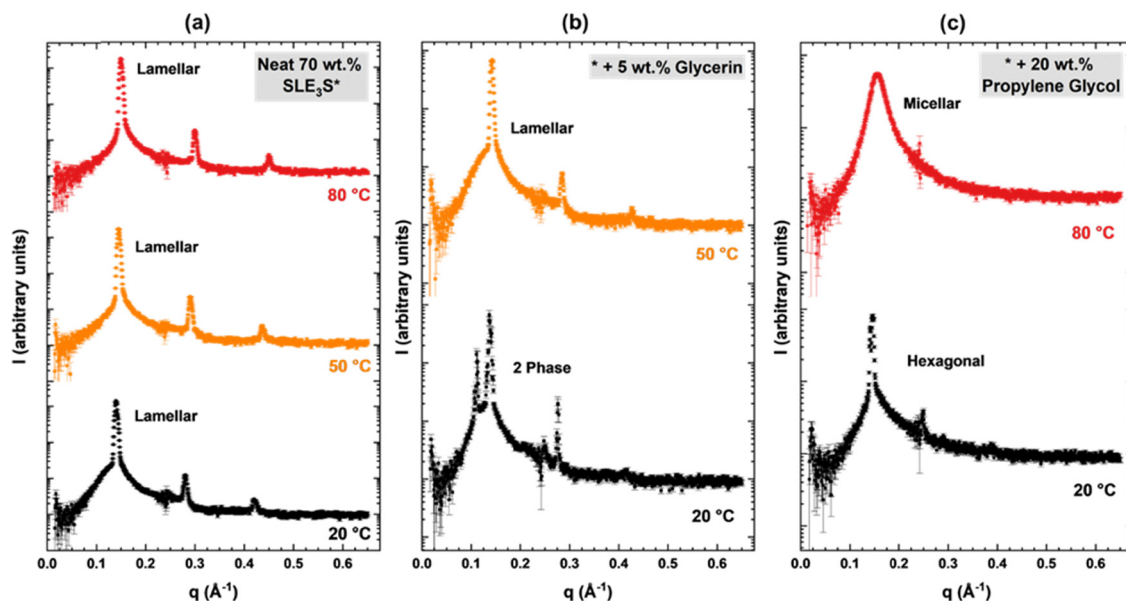 (a)
(b)
(c)
Neat 70 wt.%
SLE₃S*
Lamellar
80 °C
Lamellar
50 °C
Lamellar
20 °C
I (arbitrary units)
0.0 0.1 0.2 0.3 0.4 0.5 0.6
q (Å⁻¹)
* + 5 wt.% Glycerin
Lamellar
50 °C
2 Phase
20 °C
I (arbitrary units)
0.0 0.1 0.2 0.3 0.4 0.5 0.6
q (Å⁻¹)
* + 20 wt.%
Propylene Glycol
Micellar
80 °C
Hexagonal
20 °C
I (arbitrary units)
0.0 0.1 0.2 0.3 0.4 0.5 0.6
q (Å⁻¹)